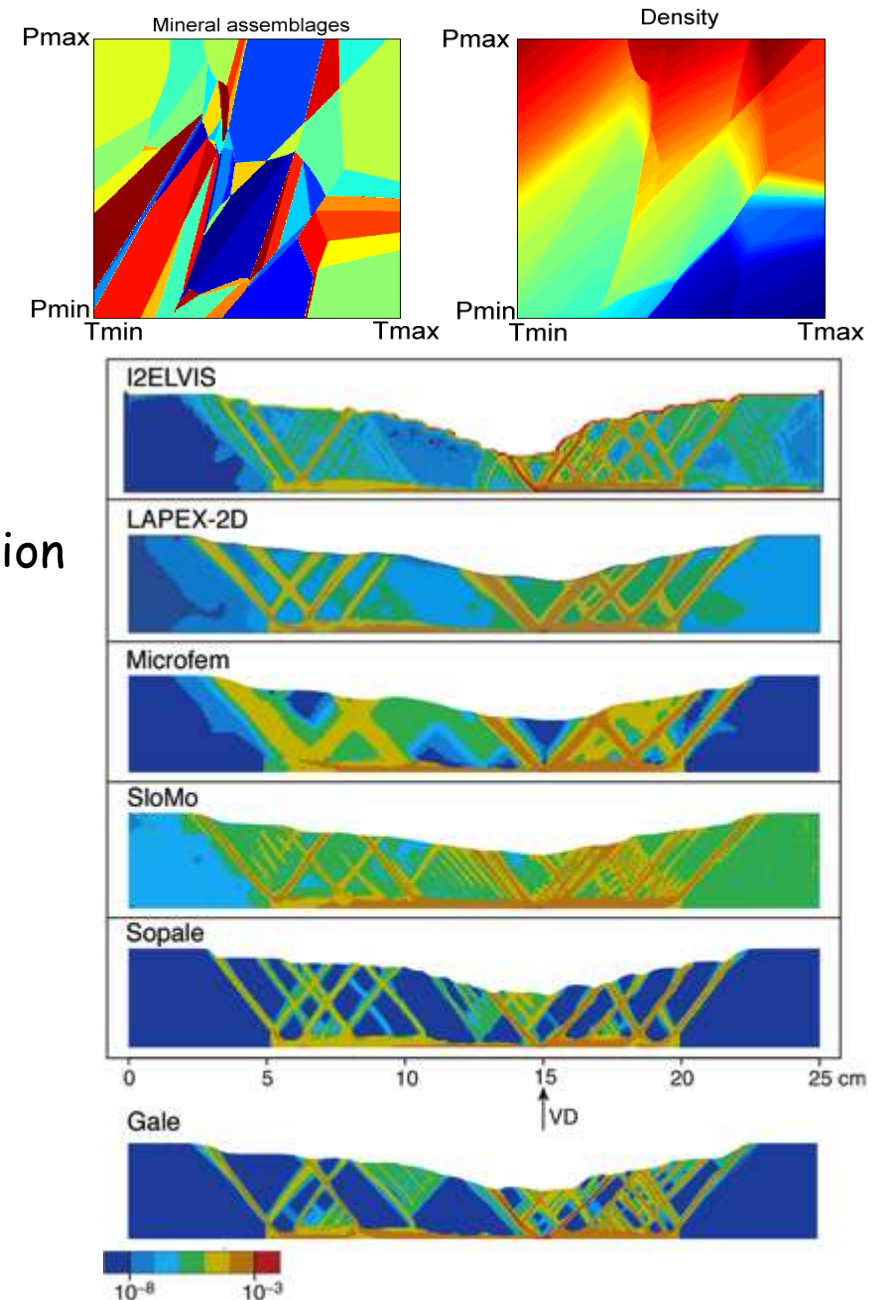 Mineral assemblages
Density
Pmax
Pmax
Pmin
Pmin
Tmin
Tmax
Tmin
Tmax
I2ELVIS
LAPEX-2D
ion
Microfem
SloMo
Sopale
0 5 10 15 20 25 cm
VD
Gale
10⁻⁸ 10⁻³